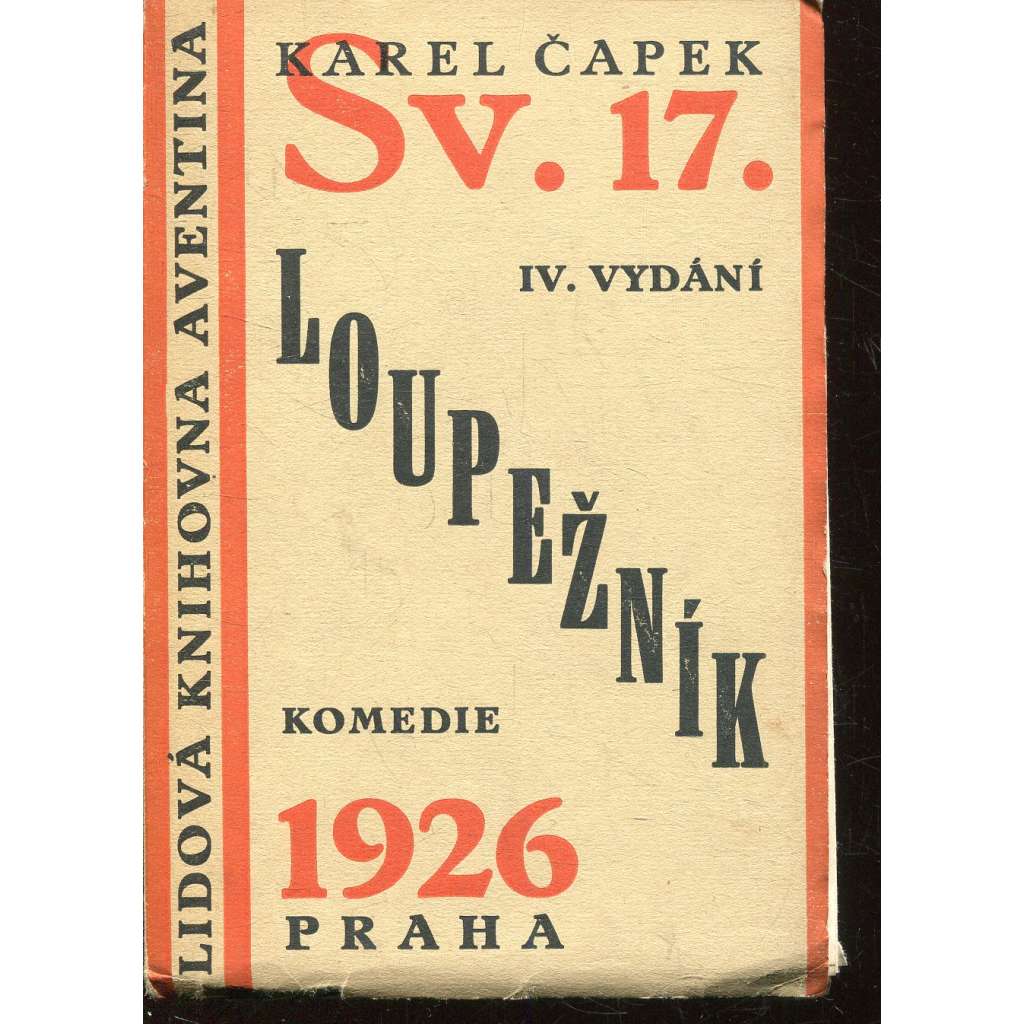 LIDOVÁ KNIHOVNA AVENTINA
KAREL ČAPEK
Sv. 17.
IV. VYDÁNÍ
LOUPEŽNÍK
KOMEDIE
1926
PRAHA